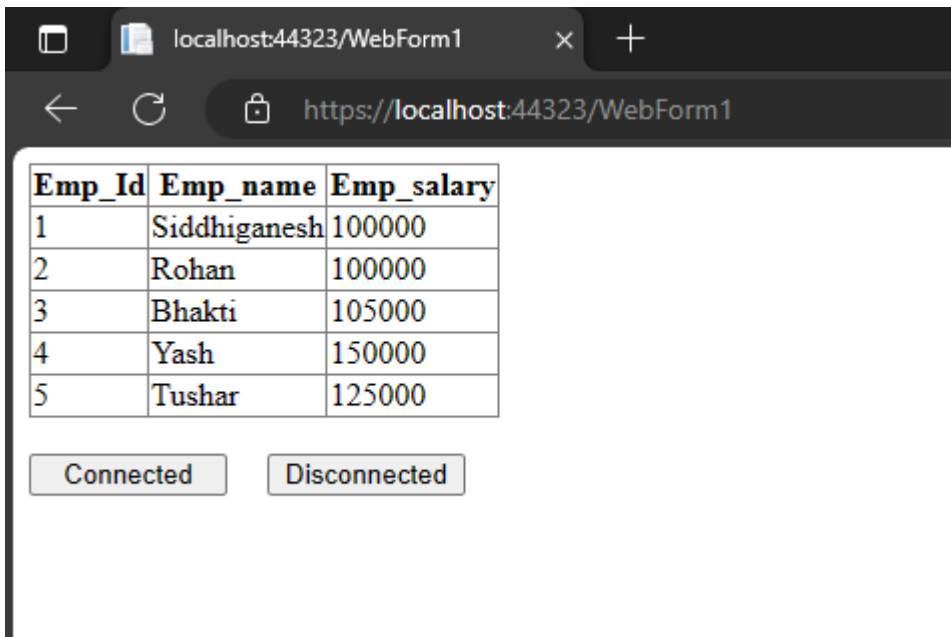 localhost:44323/WebForm1
https://localhost:44323/WebForm1
Emp_Id Emp_name Emp_salary
1 Siddhiganesh 100000
2 Rohan 100000
3 Bhakti 105000
4 Yash 150000
5 Tushar 125000
Connected Disconnected